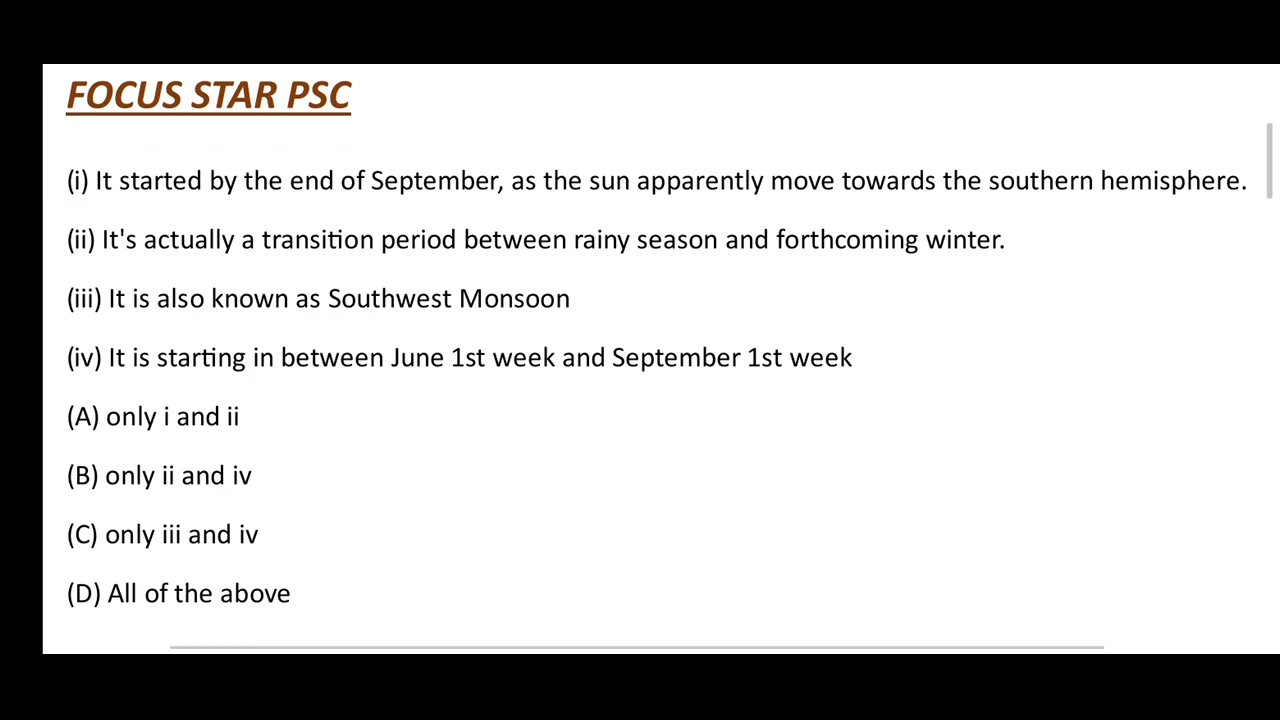 FOCUS STAR PSC
(i) It started by the end of September, as the sun apparently move towards the southern hemisphere.
(ii) It's actually a transition period between rainy season and forthcoming winter.
(iii) It is also known as Southwest Monsoon
(iv) It is starting in between June 1st week and September 1st week
(A) only i and ii
(B) only ii and iv
(C) only iii and iv
(D) All of the above